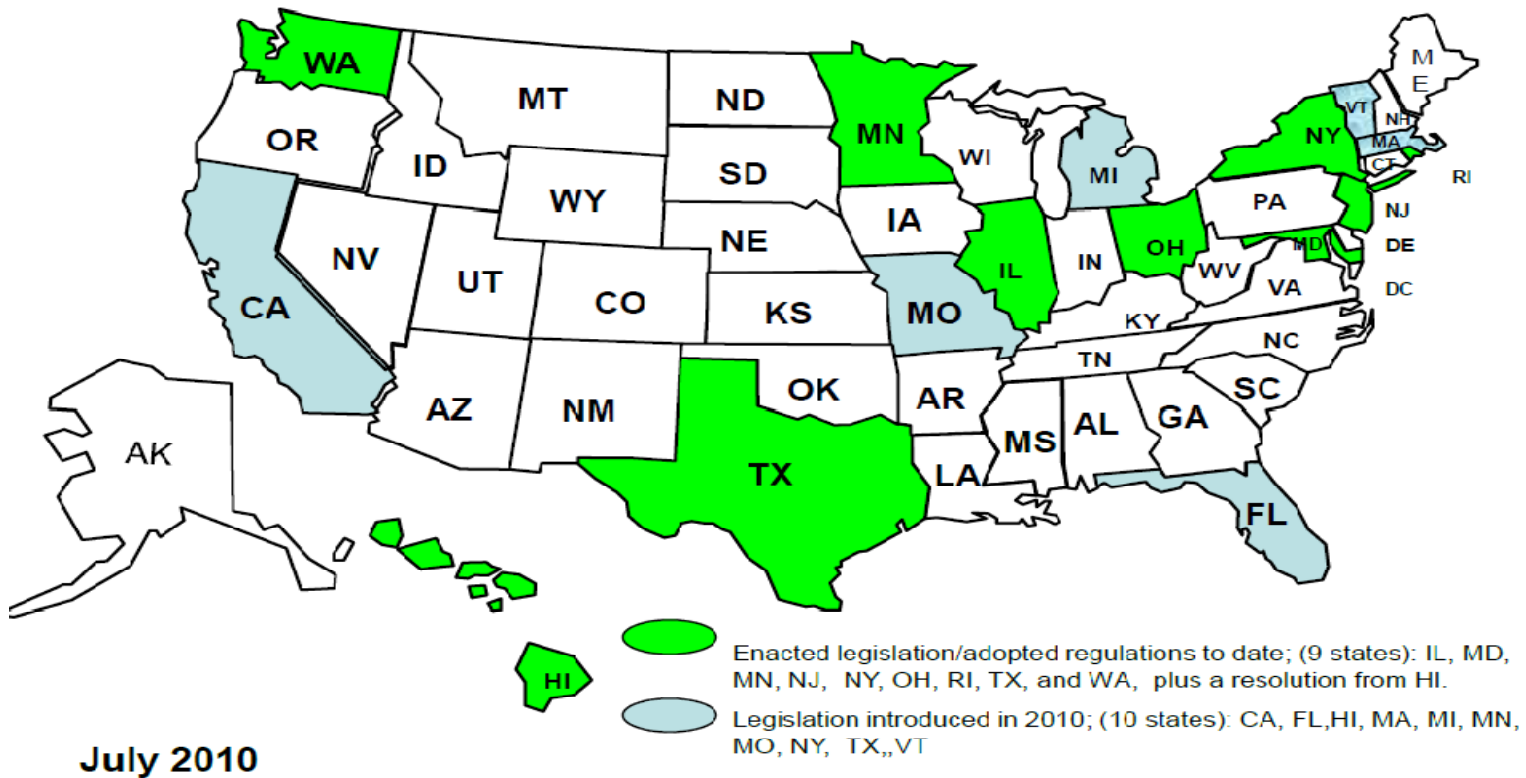 WA
MT
ND
MN
OR
ID
SD
WI
MI
NY
VT
NH
M
E
MA
CT
RI
WY
IA
PA
NJ
NV
NE
OH
MD
DE
UT
IL
IN
WV
CA
CO
KS
MO
VA
DC
KY
NC
TN
AZ
NM
OK
AR
SC
AK
MS
AL
GA
TX
LA
FL
HI
Enacted legislation/adopted regulations to date; (9 states): IL, MD,
MN, NJ, NY, OH, RI, TX, and WA, plus a resolution from HI.
Legislation introduced in 2010; (10 states): CA, FL,HI, MA, MI, MN,
MO, NY, TX,,VT
July 2010